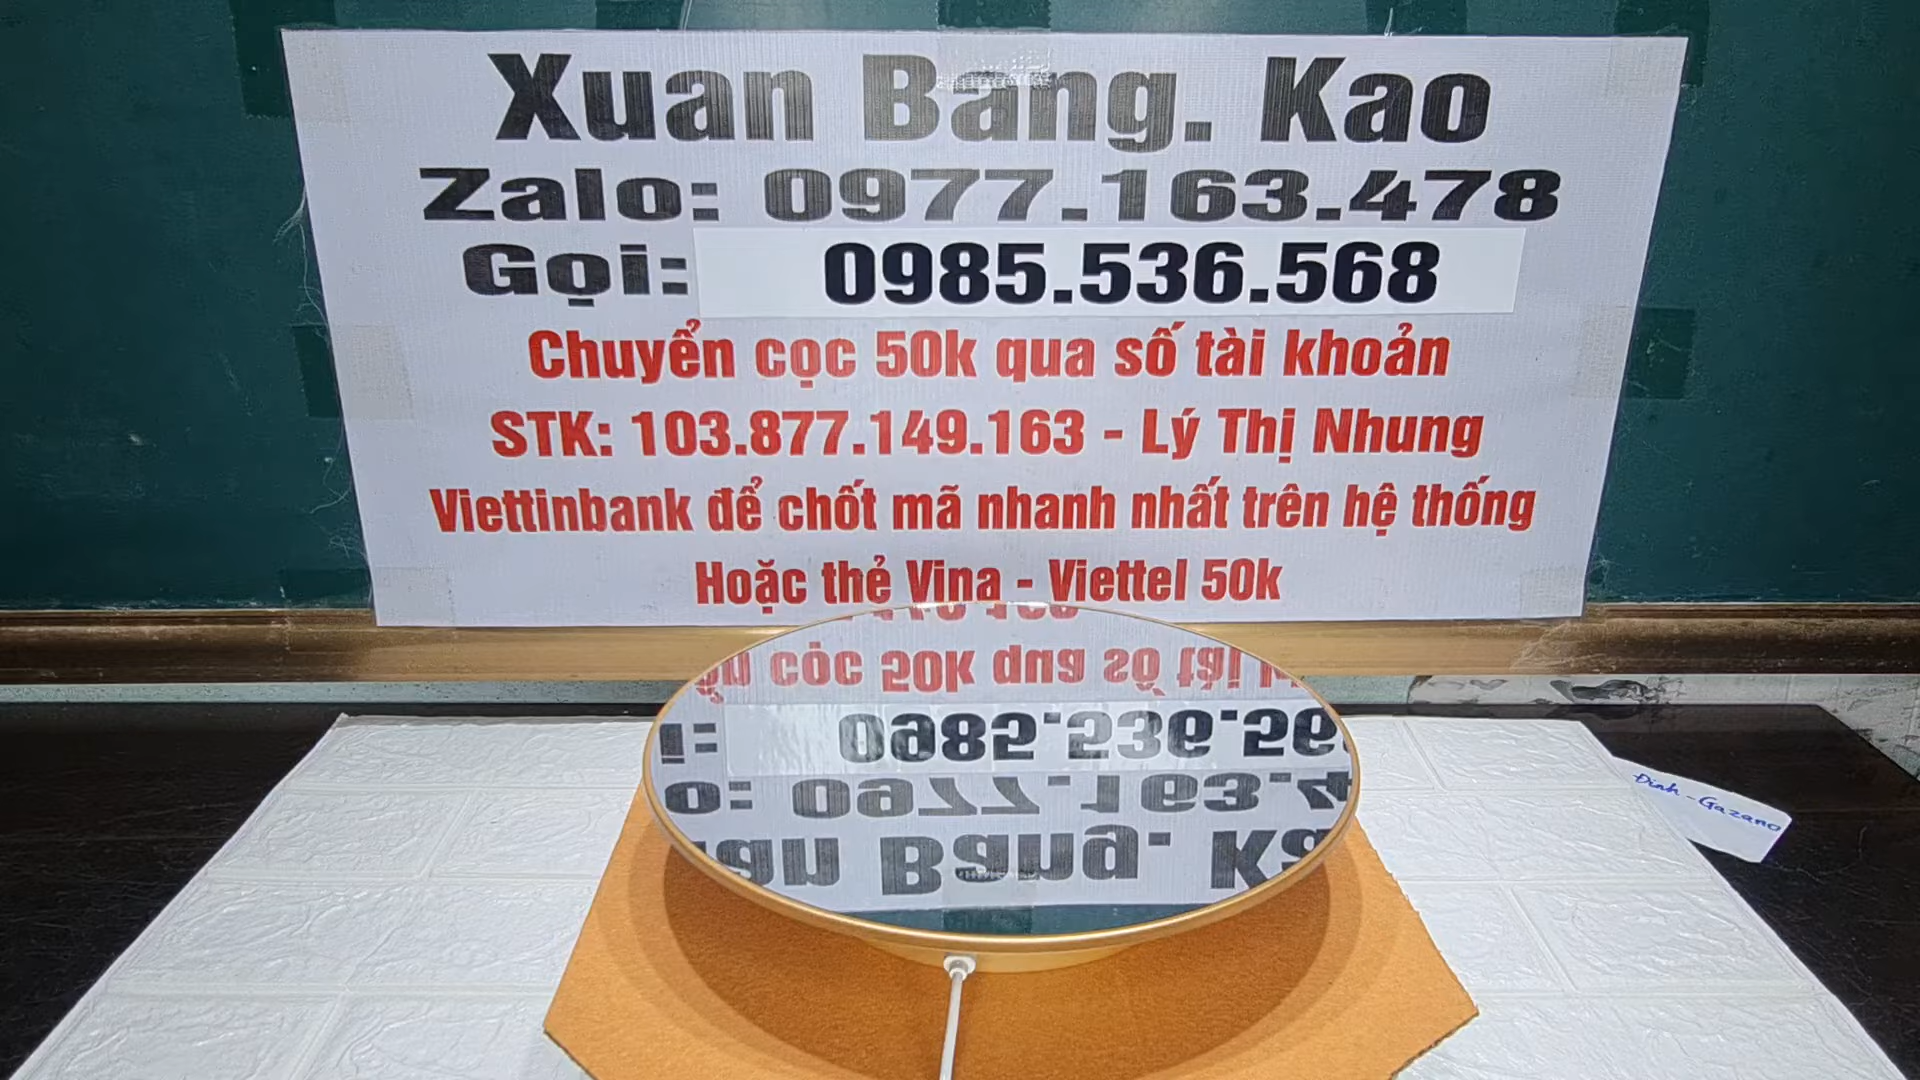 Xuan Bang. Kao
Zalo: 0977.163.478
Gọi: 0985.536.568
Chuyển cọc 50k qua số tài khoản
STK: 103.877.149.163 - Lý Thị Nhung
Viettinbank để chốt mã nhanh nhất trên hệ thống
Hoặc thẻ Vina - Viettel 50k
Đinh - Gazano